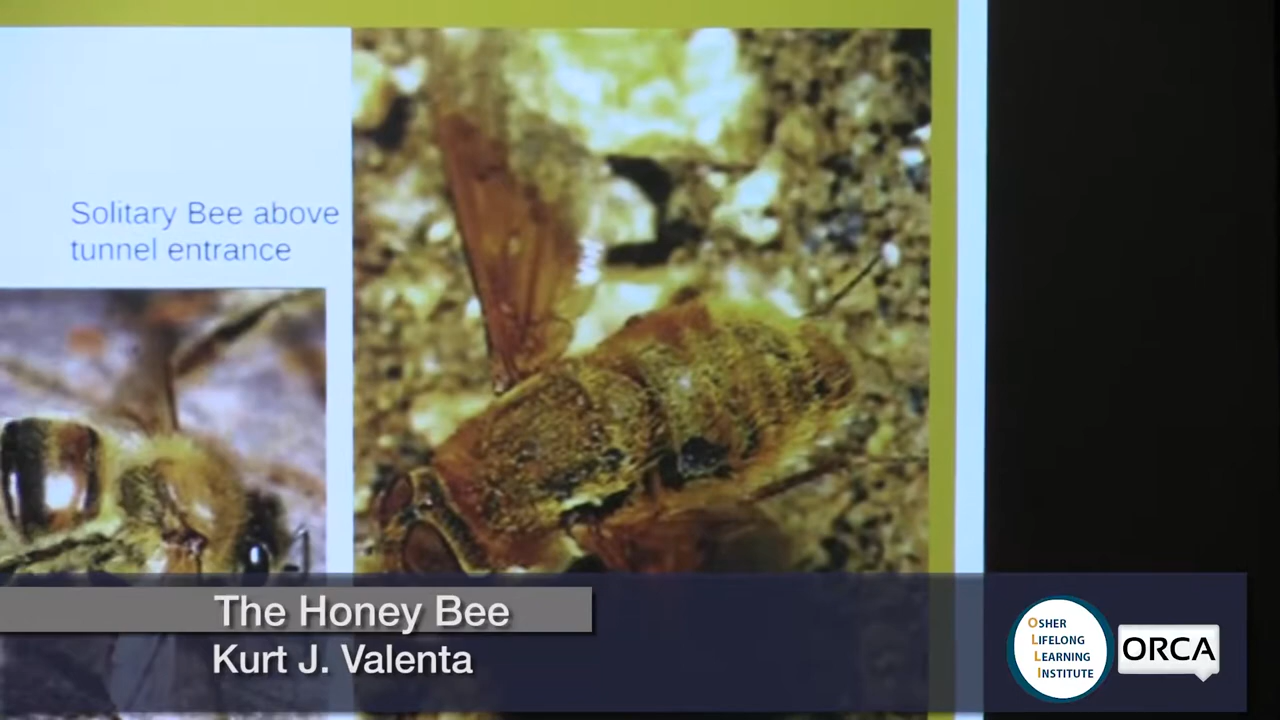 Solitary Bee above
tunnel entrance
The Honey Bee
Kurt J. Valenta
OSHER
LIFELONG
LEARNING
INSTITUTE
ORCA